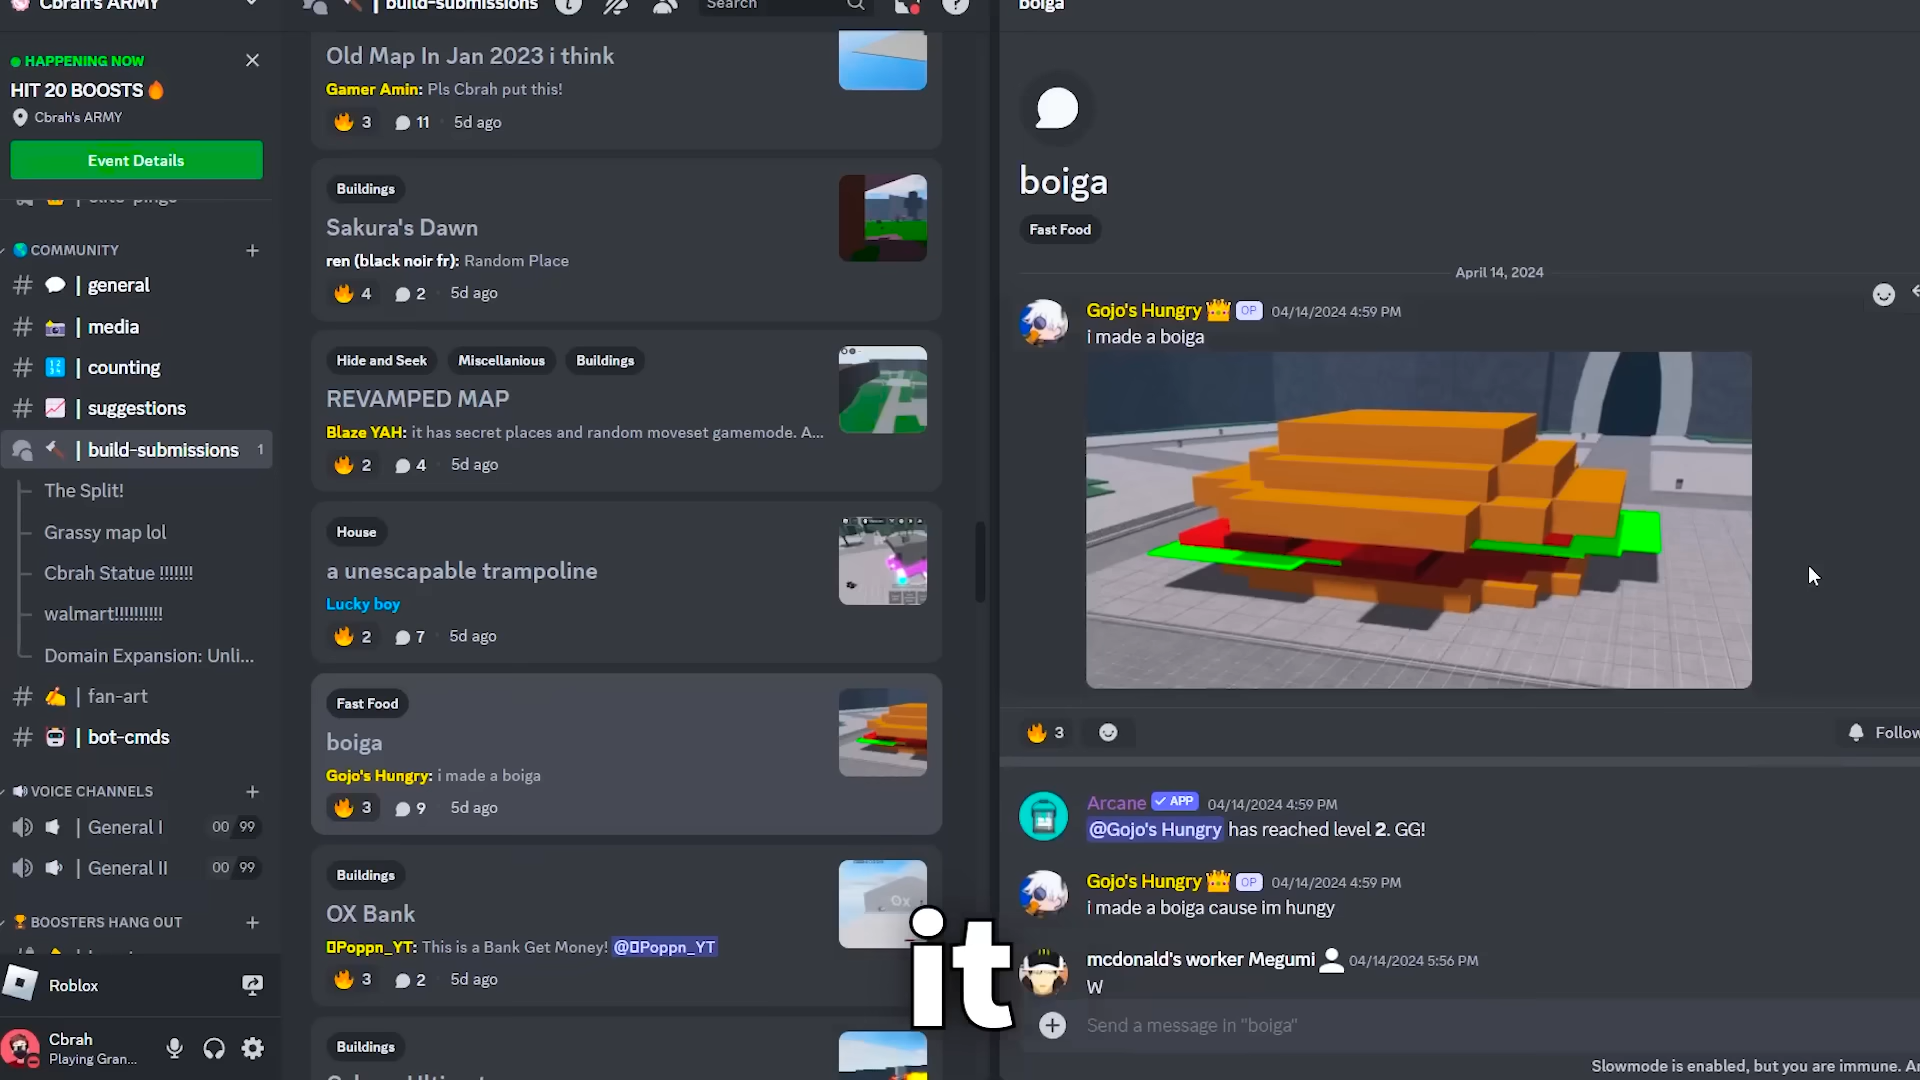 Cbrah's ARMY
HAPPENING NOW
HIT 20 BOOSTS
Cbrah's ARMY
Event Details
COMMUNITY
# | general
# | media
# | counting
# | suggestions
| build-submissions 1
The Split!
Grassy map lol
Cbrah Statue !!!!!!!
walmart!!!!!!!!!!
Domain Expansion: Unli...
# | fan-art
# | bot-cmds
VOICE CHANNELS
| General I 00 99
| General II 00 99
BOOSTERS HANG OUT
Roblox
Cbrah
Playing Gran...
| build-submissions
Search
Old Map In Jan 2023 i think
Gamer Amin: Pls Cbrah put this!
3 11 5d ago
Buildings
Sakura's Dawn
ren (black noir fr): Random Place
4 2 5d ago
Hide and Seek Miscellanious Buildings
REVAMPED MAP
Blaze YAH: it has secret places and random moveset gamemode. A...
2 4 5d ago
House
a unescapable trampoline
Lucky boy
2 7 5d ago
Fast Food
boiga
Gojo's Hungry: i made a boiga
3 9 5d ago
Buildings
OX Bank
▯Poppn_YT: This is a Bank Get Money! @▯Poppn_YT
3 2 5d ago
Ox
Buildings
it
boiga
boiga
Fast Food
April 14, 2024
Gojo's Hungry OP 04/14/2024 4:59 PM
i made a boiga
3
Follow
Arcane ✓ APP 04/14/2024 4:59 PM
@Gojo's Hungry has reached level 2. GG!
Gojo's Hungry OP 04/14/2024 4:59 PM
i made a boiga cause im hungy
mcdonald's worker Megumi 04/14/2024 5:56 PM
W
Send a message in "boiga"
Slowmode is enabled, but you are immune.